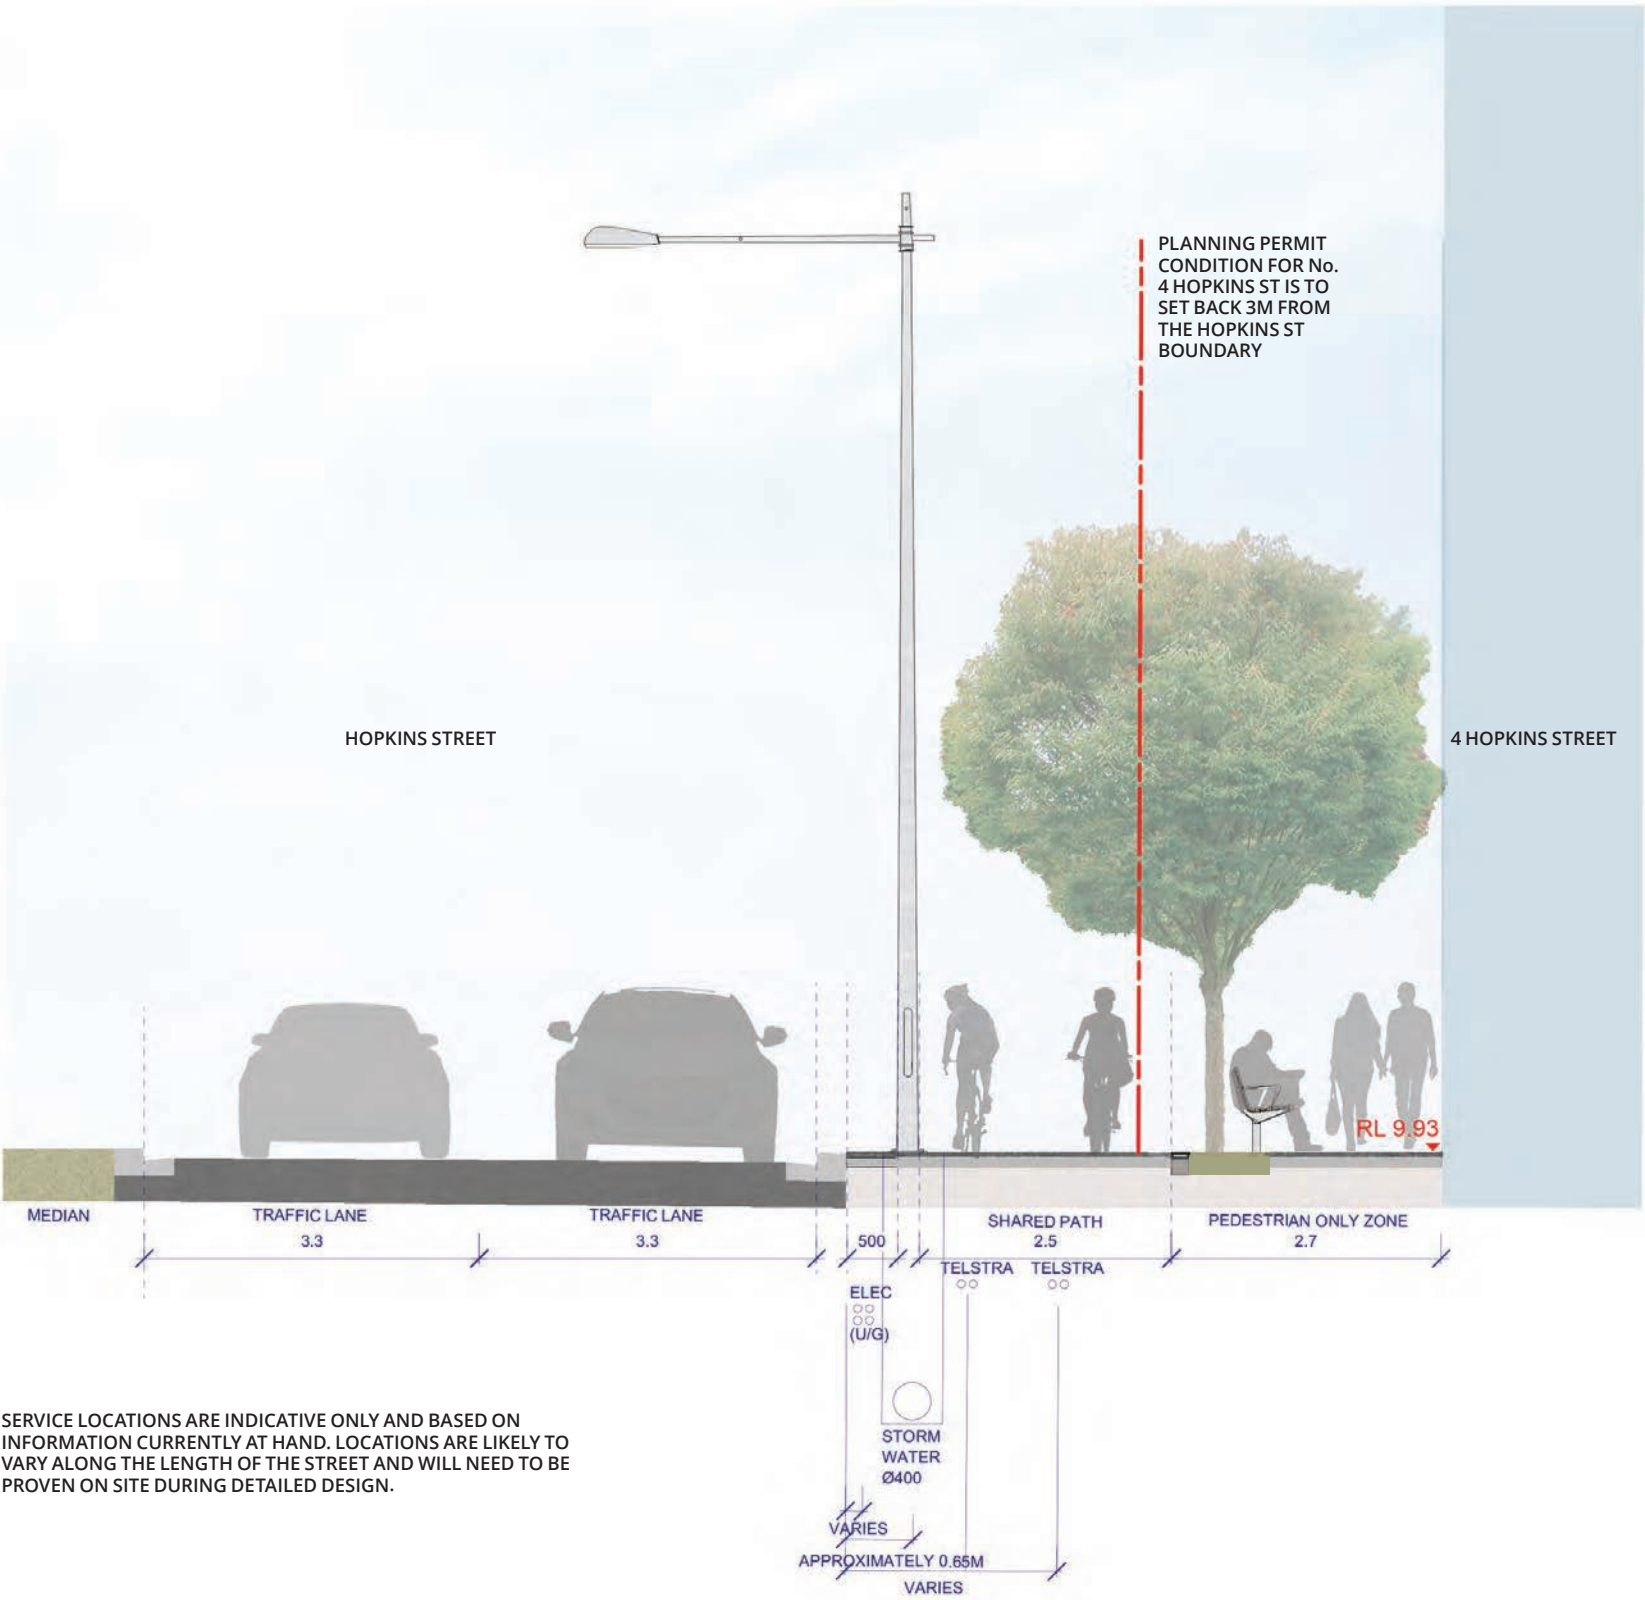 PLANNING PERMIT
CONDITION FOR No.
4 HOPKINS ST IS TO
SET BACK 3M FROM
THE HOPKINS ST
BOUNDARY
HOPKINS STREET
4 HOPKINS STREET
RL 9.93
MEDIAN
TRAFFIC LANE
3.3
TRAFFIC LANE
3.3
500
SHARED PATH
2.5
PEDESTRIAN ONLY ZONE
2.7
TELSTRA
TELSTRA
ELEC
(U/G)
STORM
WATER
Ø400
SERVICE LOCATIONS ARE INDICATIVE ONLY AND BASED ON
INFORMATION CURRENTLY AT HAND. LOCATIONS ARE LIKELY TO
VARY ALONG THE LENGTH OF THE STREET AND WILL NEED TO BE
PROVEN ON SITE DURING DETAILED DESIGN.
VARIES
APPROXIMATELY 0.65M
VARIES